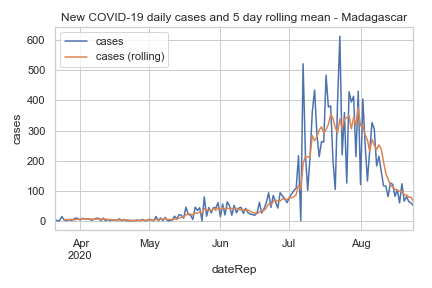 New COVID-19 daily cases and 5 day rolling mean - Madagascar
cases
cases (rolling)
600
500
400
300
200
100
0
cases
Apr
2020
May
Jun
Jul
Aug
dateRep